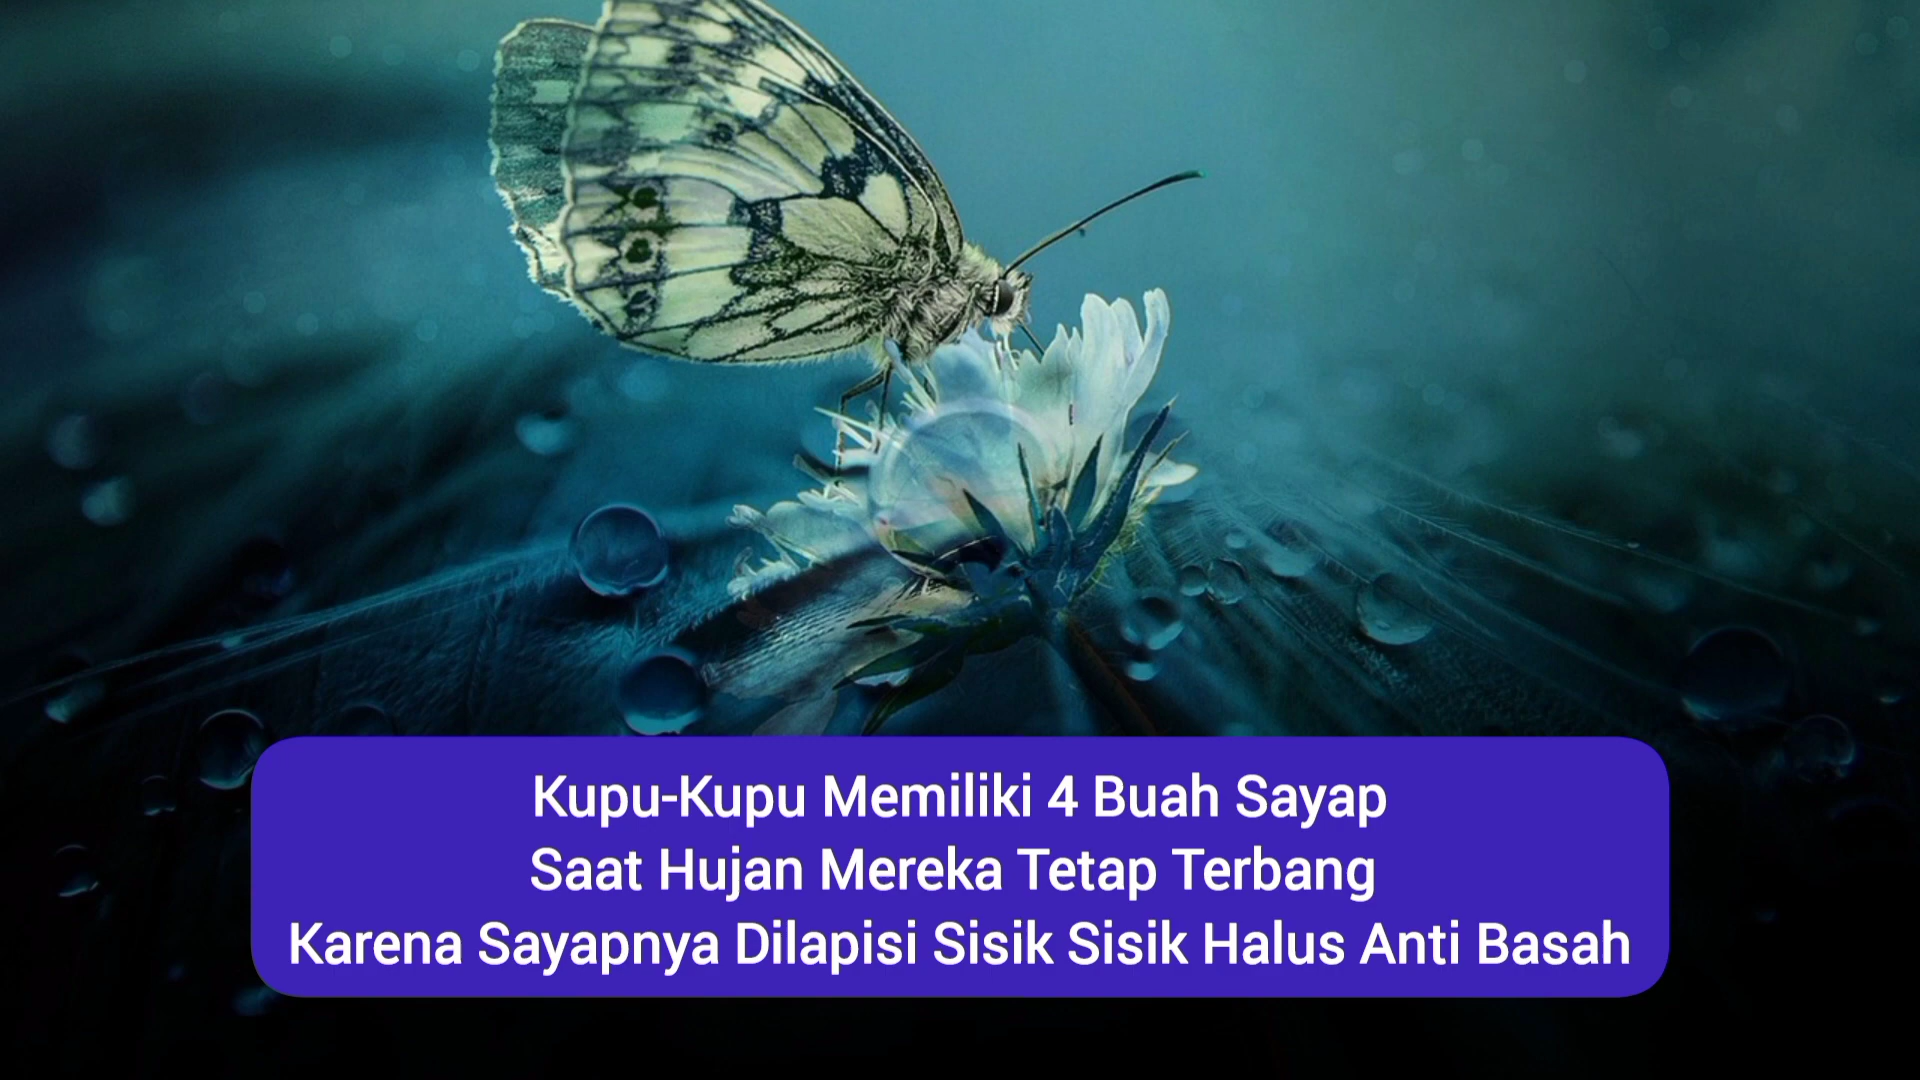 Kupu-Kupu Memiliki 4 Buah Sayap
Saat Hujan Mereka Tetap Terbang
Karena Sayapnya Dilapisi Sisik Sisik Halus Anti Basah